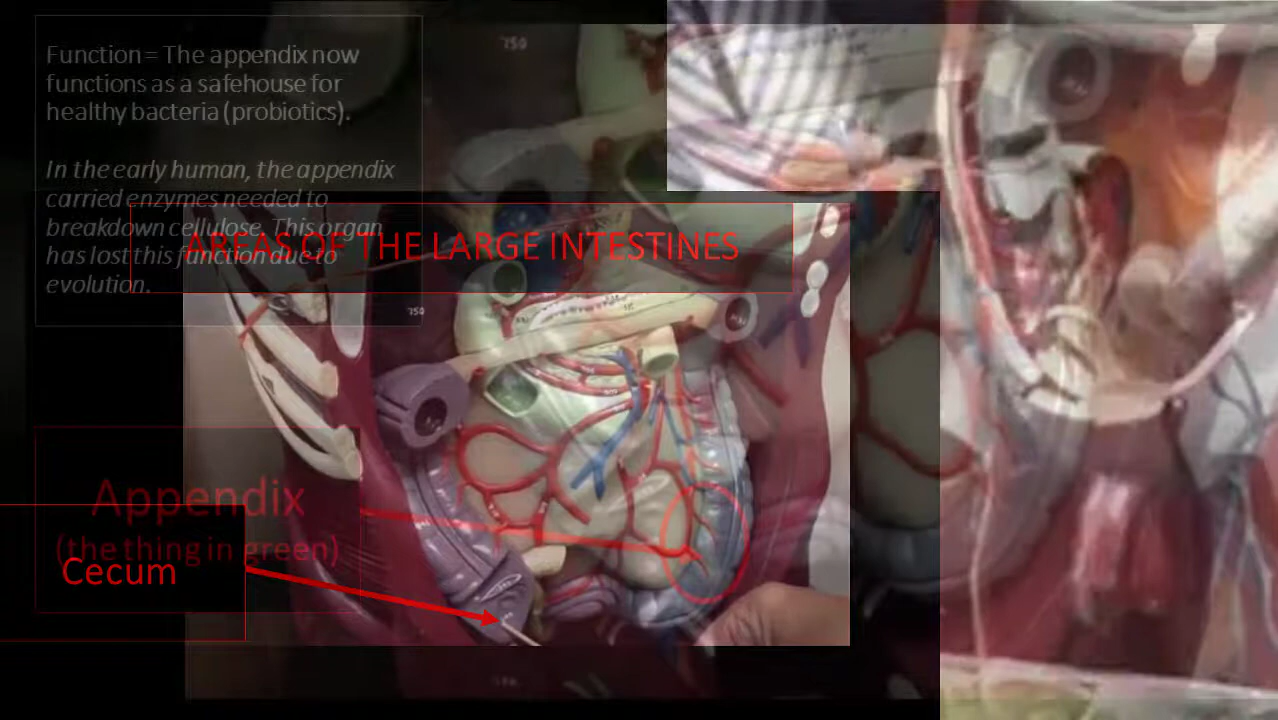 Function = The appendix now
functions as a safehouse for
healthy bacteria (probiotics).
In the early human, the appendix
carried enzymes needed to
breakdown cellulose. This organ
has lost this function due to
evolution.
AREAS OF THE LARGE INTESTINES
Appendix
(the thing in green)
Cecum